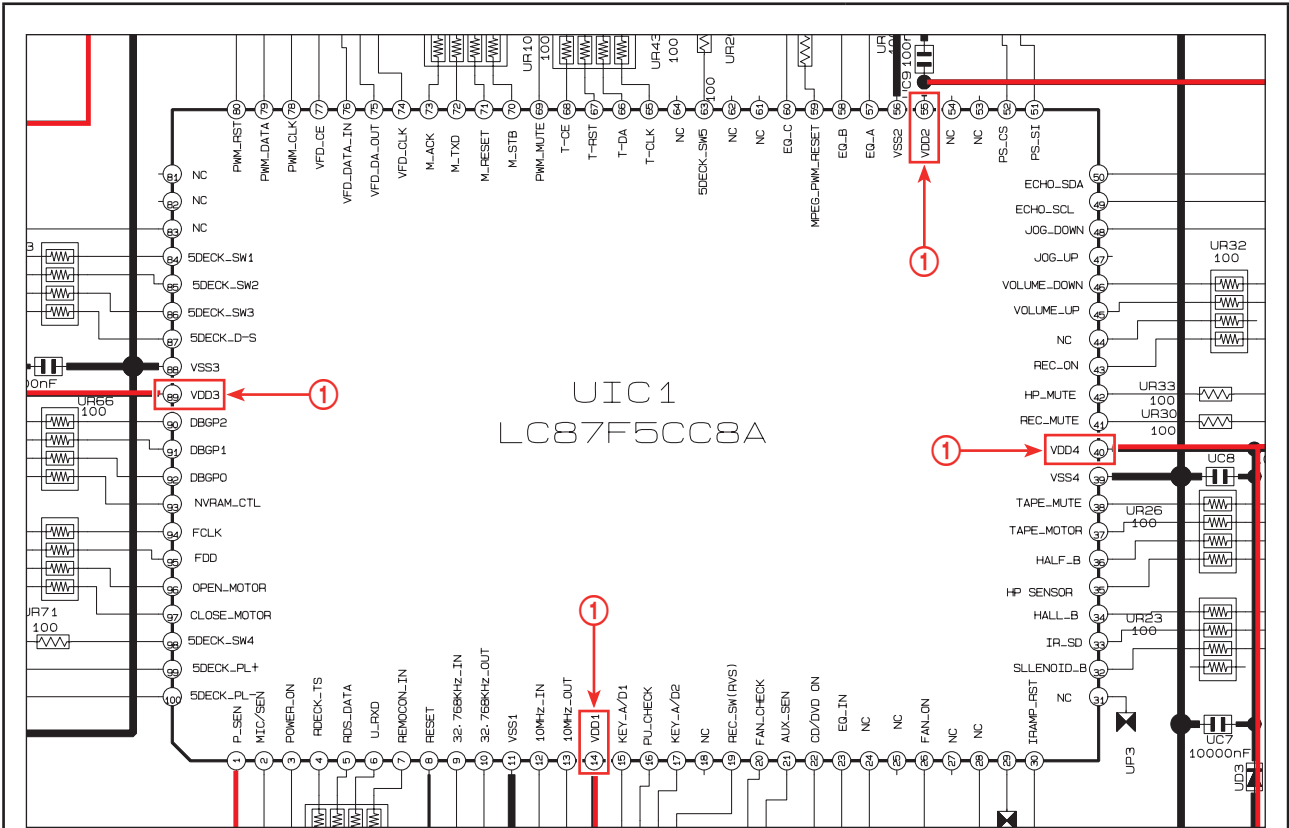 UR10
100
100
UR43
100
UR2
100
UR
100n
UC9
80 79 78 77 76 75 74 73 72 71 70 69 68 67 66 65 64 63 62 61 60 59 58 57 56 55 54 53 52 51
PWM_RST
PWM_DATA
PWM_CLK
VFD_CE
VFD_DATA_IN
VFD_DA_OUT
VFD_CLK
M_ACK
M_TXD
M_RESET
M_STB
PWM_MUTE
T-CE
T-RST
T-DA
T-CLK
NC
5DECK_SW5
NC
NC
EQ_C
MPEG_PWM_RESET
EQ_B
EQ_A
VSS2
VDD2
NC
NC
PS_CS
PS_SI
1
81 NC
82 NC
83 NC
84 5DECK_SW1
85 5DECK_SW2
86 5DECK_SW3
87 5DECK_D-S
88 VSS3
89 VDD3
1
90 DBGP2
91 DBGP1
92 DBGP0
93 NVRAM_CTL
94 FCLK
95 FDD
96 OPEN_MOTOR
97 CLOSE_MOTOR
98 5DECK_SW4
99 5DECK_PL+
100 5DECK_PL-
3
00nF
UR66
100
UR71
100
UIC1
LC87F5CC8A
ECHO_SDA 50
ECHO_SCL 49
JOG_DOWN 48
JOG_UP 47
VOLUME_DOWN 46
VOLUME_UP 45
NC 44
REC_ON 43
HP_MUTE 42
REC_MUTE 41
1
VDD4 40
VSS4 39
TAPE_MUTE 38
TAPE_MOTOR 37
HALF_B 36
HP SENSOR 35
HALL_B 34
IR_SD 33
SLLENOID_B 32
NC 31
UR32
100
UR33
100
UR30
100
UC8
UR26
100
UR23
100
UP3
UC7
10000nF
UD3
1
P_SEN
MIC/SEN
POWER_ON
RDECK_TS
RDS_DATA
U_RXD
REMOCON_IN
RESET
32.768KHz_IN
32.768KHz_OUT
VSS1
10MHz_IN
10MHz_OUT
VDD1
KEY_A/D1
PU_CHECK
KEY_A/D2
NC
REC_SW(RVS)
FAN_CHECK
AUX_SEN
CD/DVD ON
EQ_IN
NC
NC
FAN_ON
NC
NC
IRAMP_RST
1 2 3 4 5 6 7 8 9 10 11 12 13 14 15 16 17 18 19 20 21 22 23 24 25 26 27 28 29 30